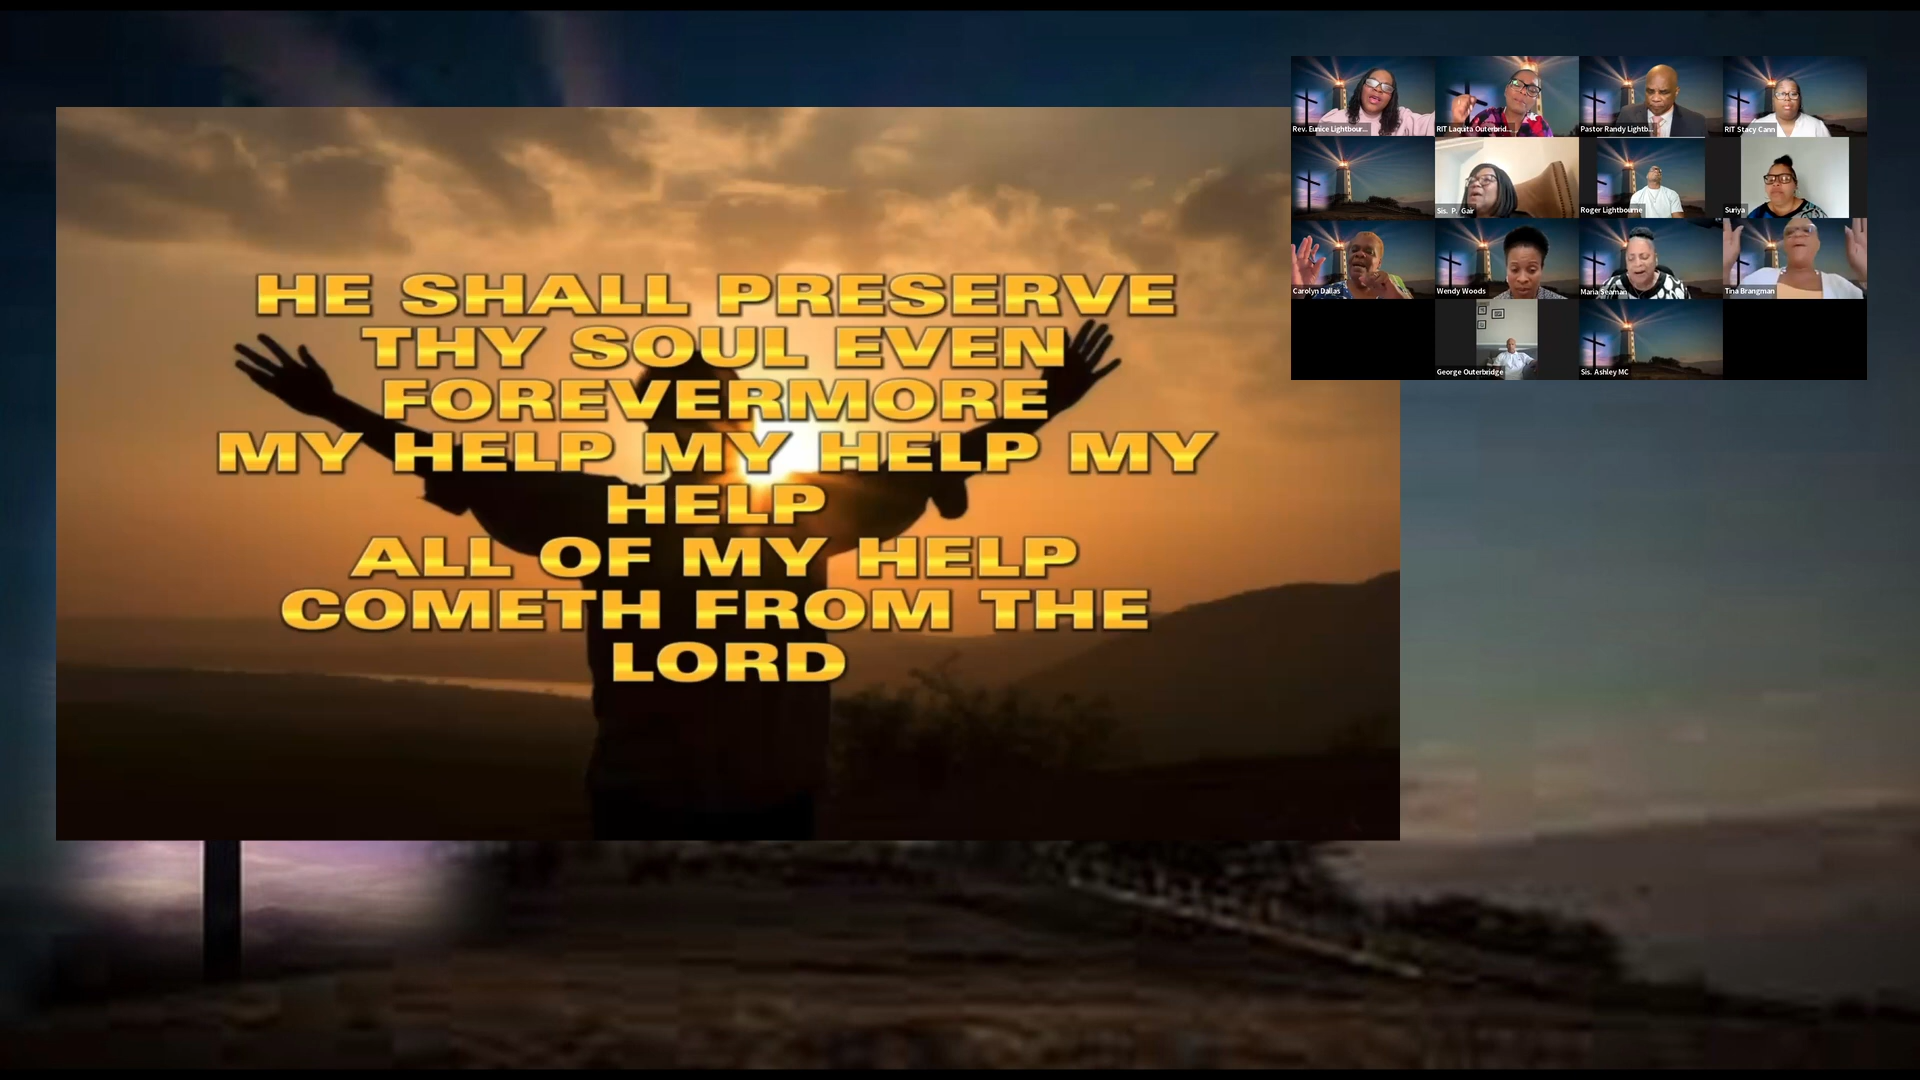 HE SHALL PRESERVE
THY SOUL EVEN
FOREVERMORE
MY HELP MY HELP MY
HELP
ALL OF MY HELP
COMETH FROM THE
LORD
Rev. Eunice Lightbour...
RIT Laquita Outerbrid...
Pastor Randy Lightb...
RIT Stacy Cann
Sis. P. Gair
Roger Lightbourne
Suriya
Carolyn Dallas
Wendy Woods
Maria Seaman
Tina Brangman
George Outerbridge
Sis. Ashley MC